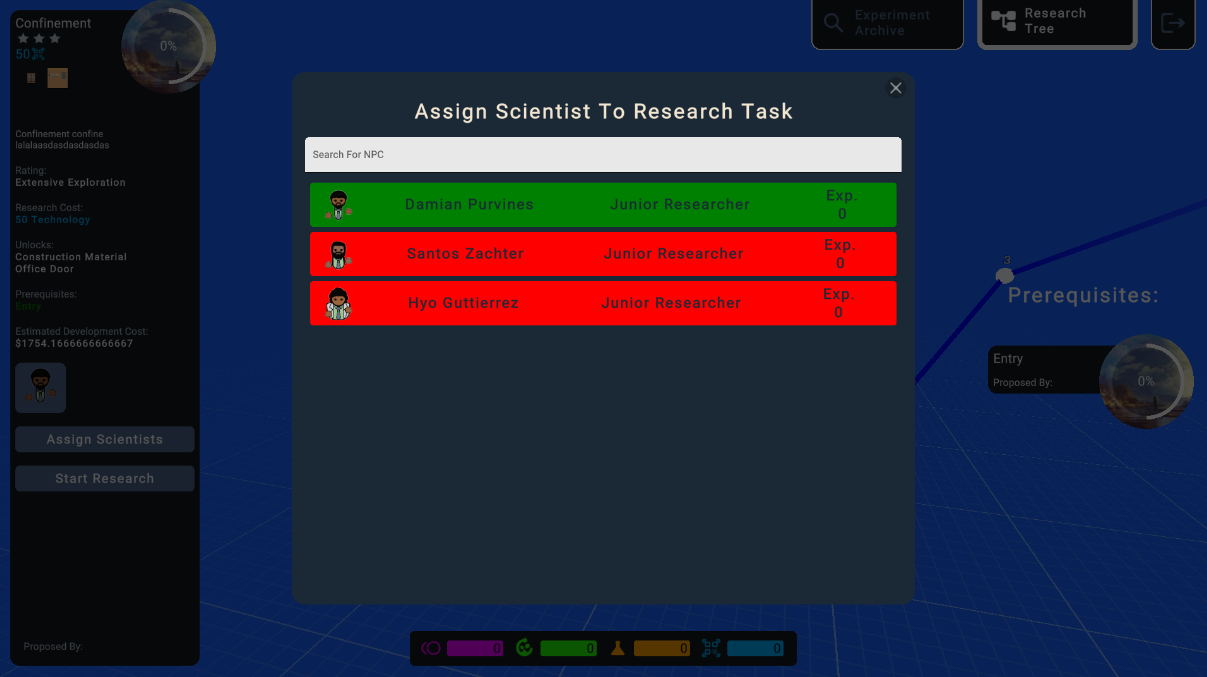 Confinement
50
0%
Confinement confine
lalalaasdasdasdasdas
Rating:
Extensive Exploration
Research Cost:
50 Technology
Unlocks:
Construction Material
Office Door
Prerequisites:
Entry
Estimated Development Cost:
$1754.1666666666667
Assign Scientists
Start Research
Proposed By:
Experiment
Archive
Research
Tree
Assign Scientist To Research Task
Search For NPC
Damian Purvines Junior Researcher Exp.
0
Santos Zachter Junior Researcher Exp.
0
Hyo Guttierrez Junior Researcher Exp.
0
3
Prerequisites:
Entry
Proposed By:
0%
0 0 0 0